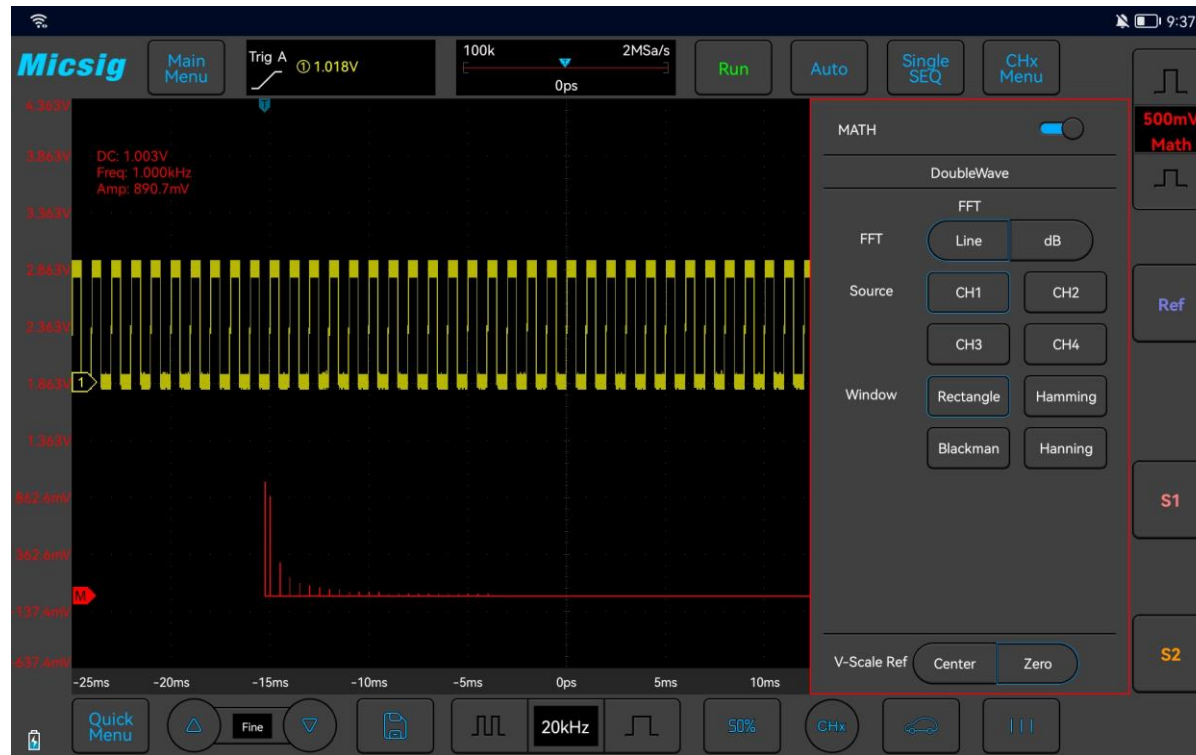 9:37
Micsig
Main Menu
Trig A ① 1.018V
100k 2MSa/s
0ps
Run
Auto
Single SEQ
CHx Menu
4.363V
3.863V
3.363V
2.863V
2.363V
1.863V
1.363V
862.6mV
362.6mV
-137.4mV
-637.4mV
T
DC: 1.003V
Freq: 1.000kHz
Amp: 890.7mV
1
M
MATH
DoubleWave
FFT
FFT Line dB
Source CH1 CH2
CH3 CH4
Window Rectangle Hamming
Blackman Hanning
V-Scale Ref Center Zero
500mV
Math
Ref
S1
S2
-25ms -20ms -15ms -10ms -5ms 0ps 5ms 10ms
Quick Menu
Fine
20kHz
50%
CHx